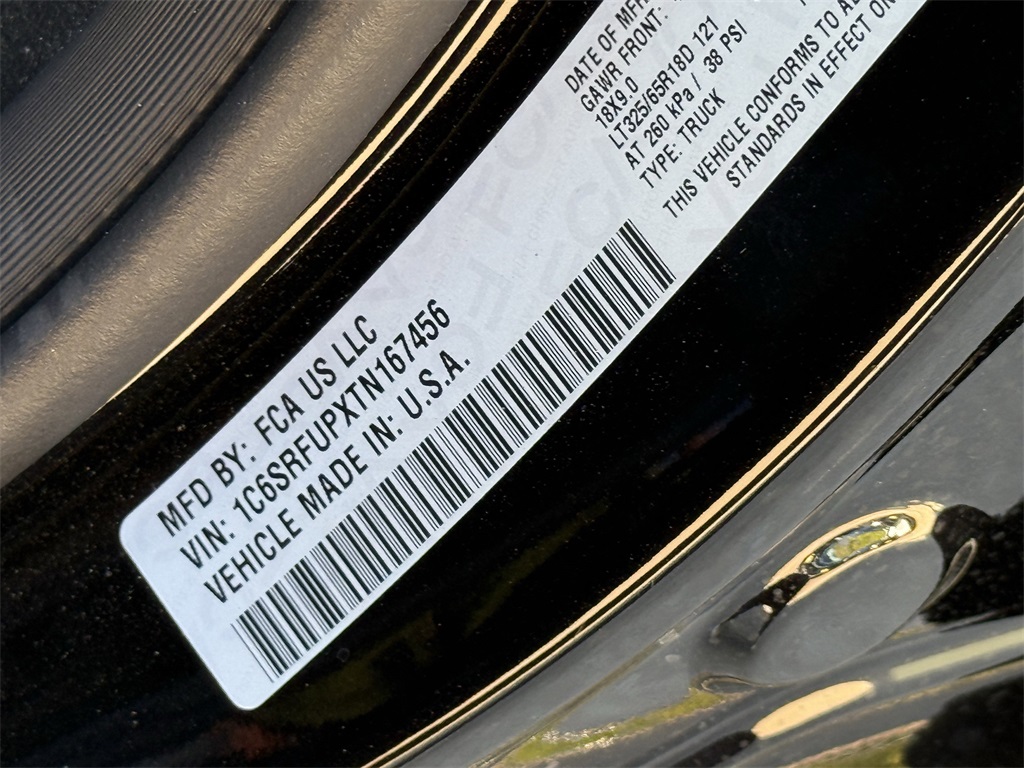 MFD BY: FCA US LLC
VIN: 1C6SRFUPXTN167456
VEHICLE MADE IN: U.S.A.
DATE OF MFR
GAWR FRONT:
18X9.0
LT325/65R18D 121
AT 260 kPa / 38 PSI
TYPE: TRUCK
THIS VEHICLE CONFORMS TO
STANDARDS IN EFFECT ON